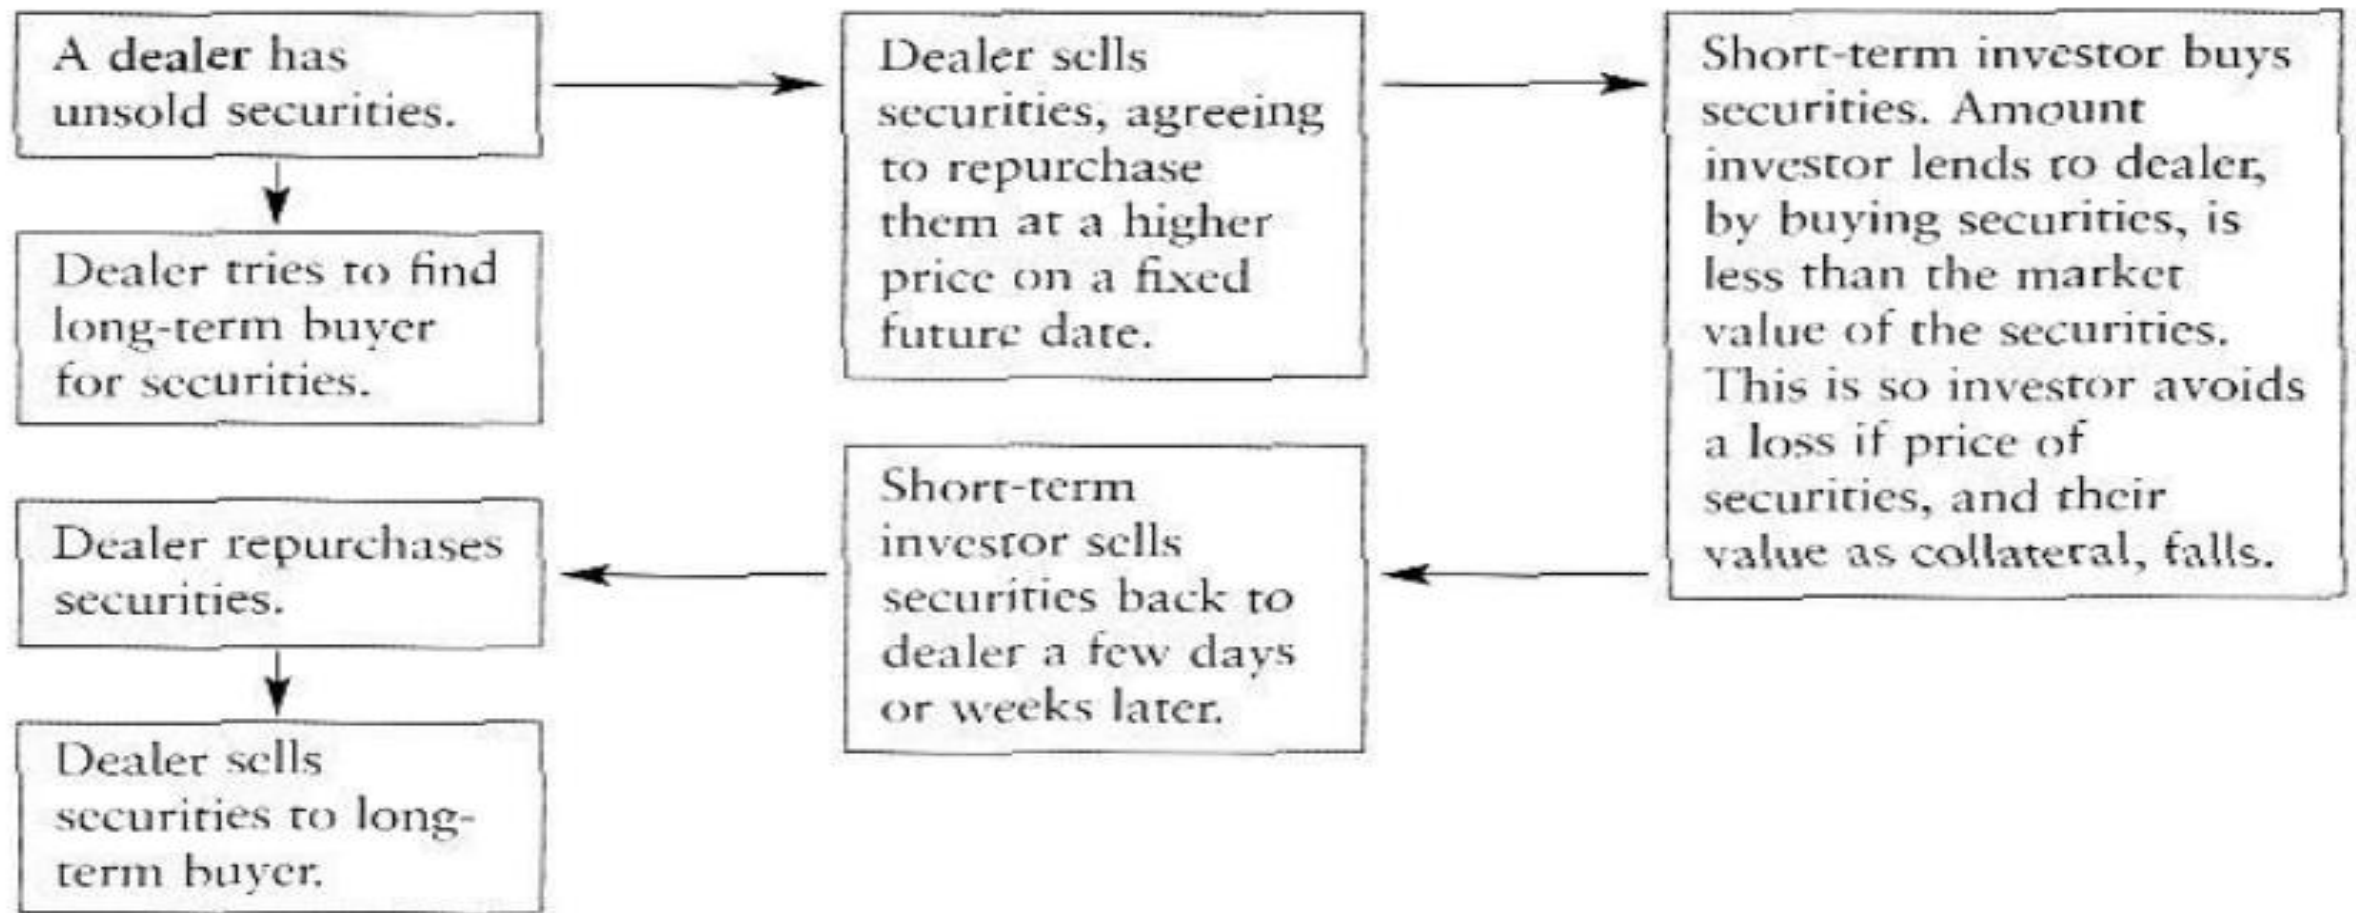 A dealer has
unsold securities.
Dealer tries to find
long-term buyer
for securities.
Dealer sells
securities, agreeing
to repurchase
them at a higher
price on a fixed
future date.
Short-term investor buys
securities. Amount
investor lends to dealer,
by buying securities, is
less than the market
value of the securities.
This is so investor avoids
a loss if price of
securities, and their
value as collateral, falls.
Short-term
investor sells
securities back to
dealer a few days
or weeks later.
Dealer repurchases
securities.
Dealer sells
securities to long-
term buyer.